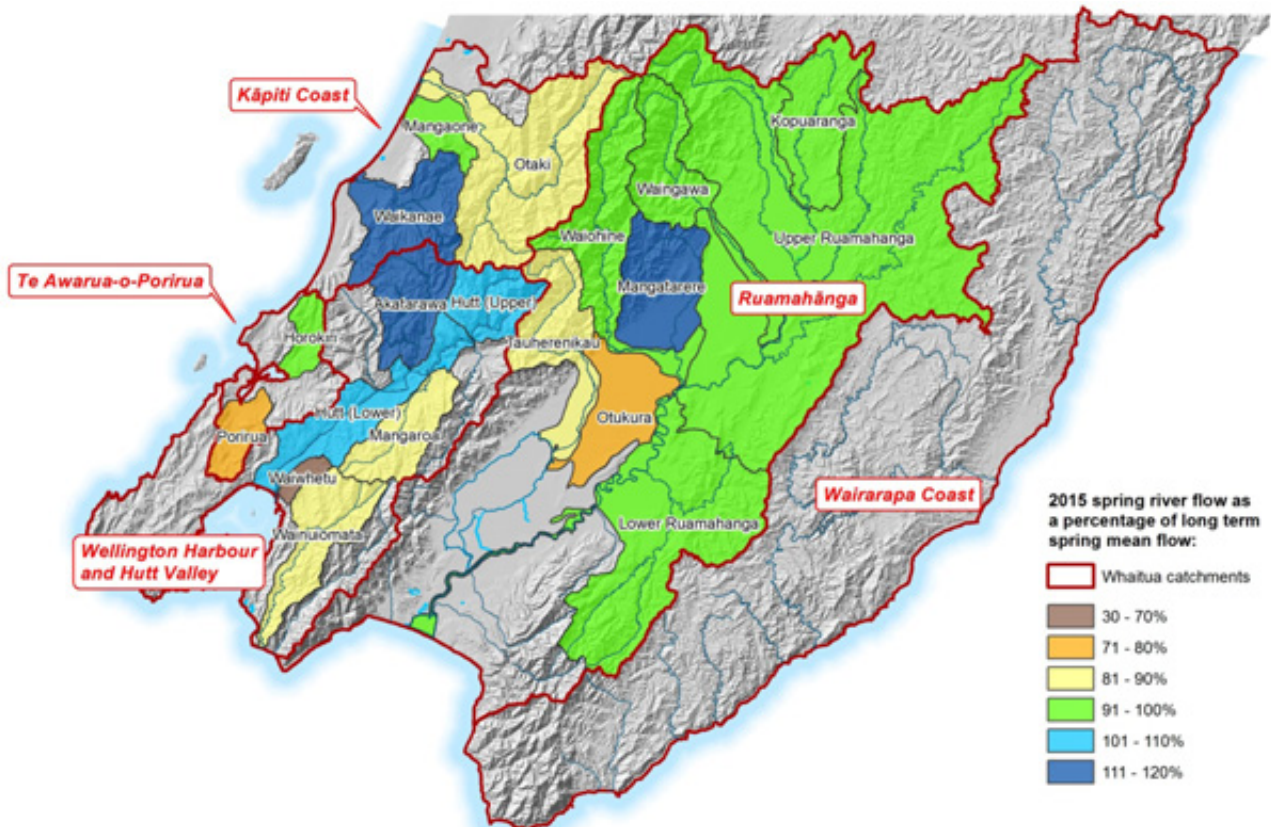 Kāpiti Coast
Mangaone
Otaki
Kopuaranga
Waingawa
Waikanae
Waiohine
Upper Ruamahanga
Te Awarua-o-Porirua
Akatarawa
Hutt (Upper)
Mangatarere
Ruamahānga
Horokiri
Tauherenikau
Hutt (Lower)
Otukura
Porirua
Mangaroa
Waiwhetu
Wairarapa Coast
Lower Ruamahanga
Wainuiomatai
Wellington Harbour
and Hutt Valley
2015 spring river flow as
a percentage of long term
spring mean flow:
Whaitua catchments
30 - 70%
71 - 80%
81 - 90%
91 - 100%
101 - 110%
111 - 120%